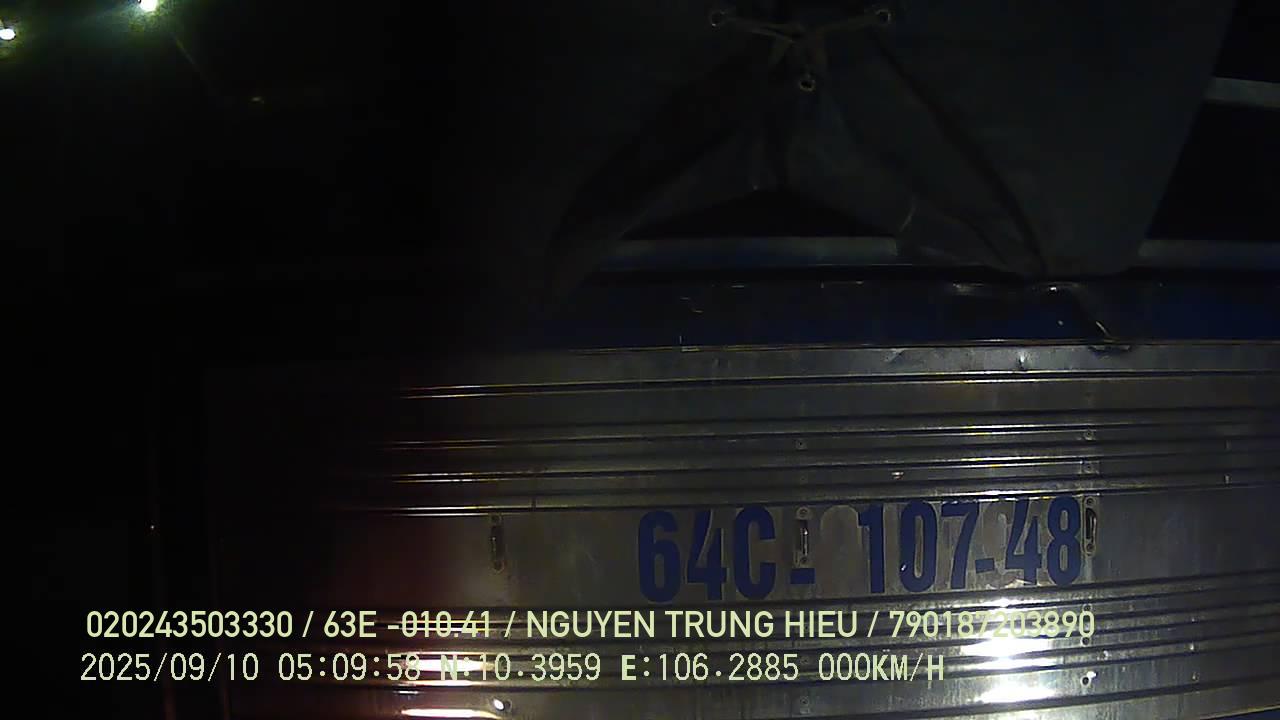 64C- 107.48
020243503330 / 63E -010.41 / NGUYEN TRUNG HIEU / 790187203890
2025/09/10 05:09:58 N:10.3959 E:106.2885 000KM/H